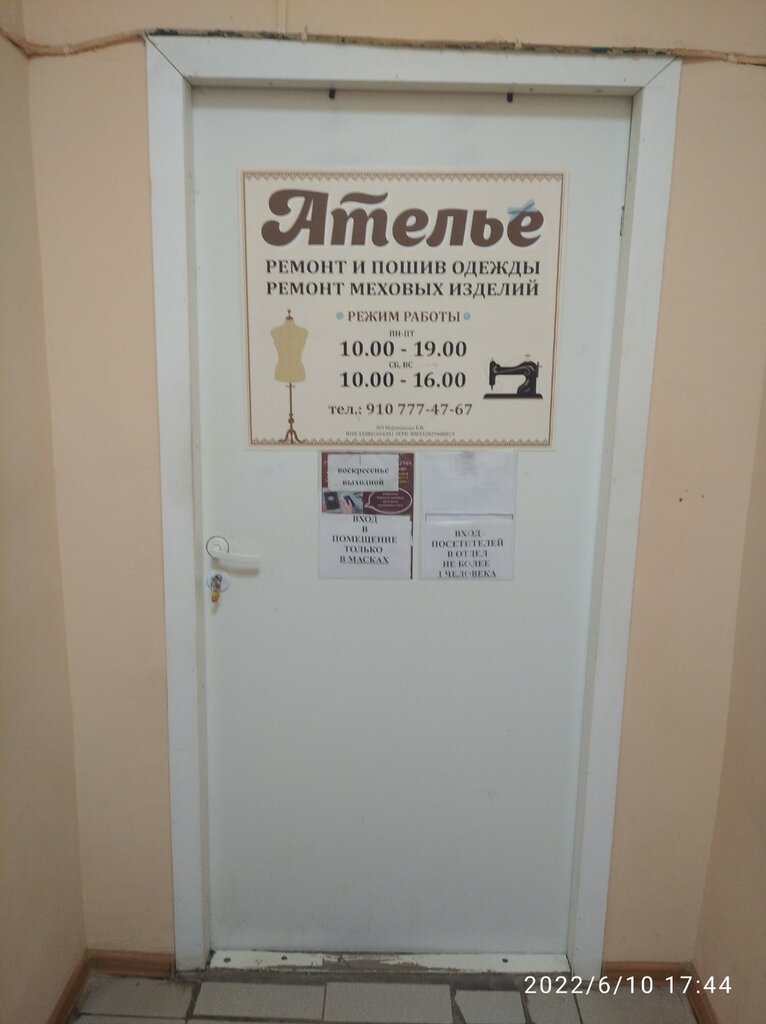 Ателье
РЕМОНТ И ПОШИВ ОДЕЖДЫ
РЕМОНТ МЕХОВЫХ ИЗДЕЛИЙ
РЕЖИМ РАБОТЫ
ПН-ПТ
10.00 - 19.00
СБ, ВС
10.00 - 16.00
тел.: 910 777-47-67
воскресенье
выходной
ВХОД
В
ПОМЕЩЕНИЕ
ТОЛЬКО
В МАСКАХ
ВХОД
ПОСЕТИТЕЛЕЙ
В ОТДЕЛ
НЕ БОЛЕЕ
1 ЧЕЛОВЕКА
2022/6/10 17:44